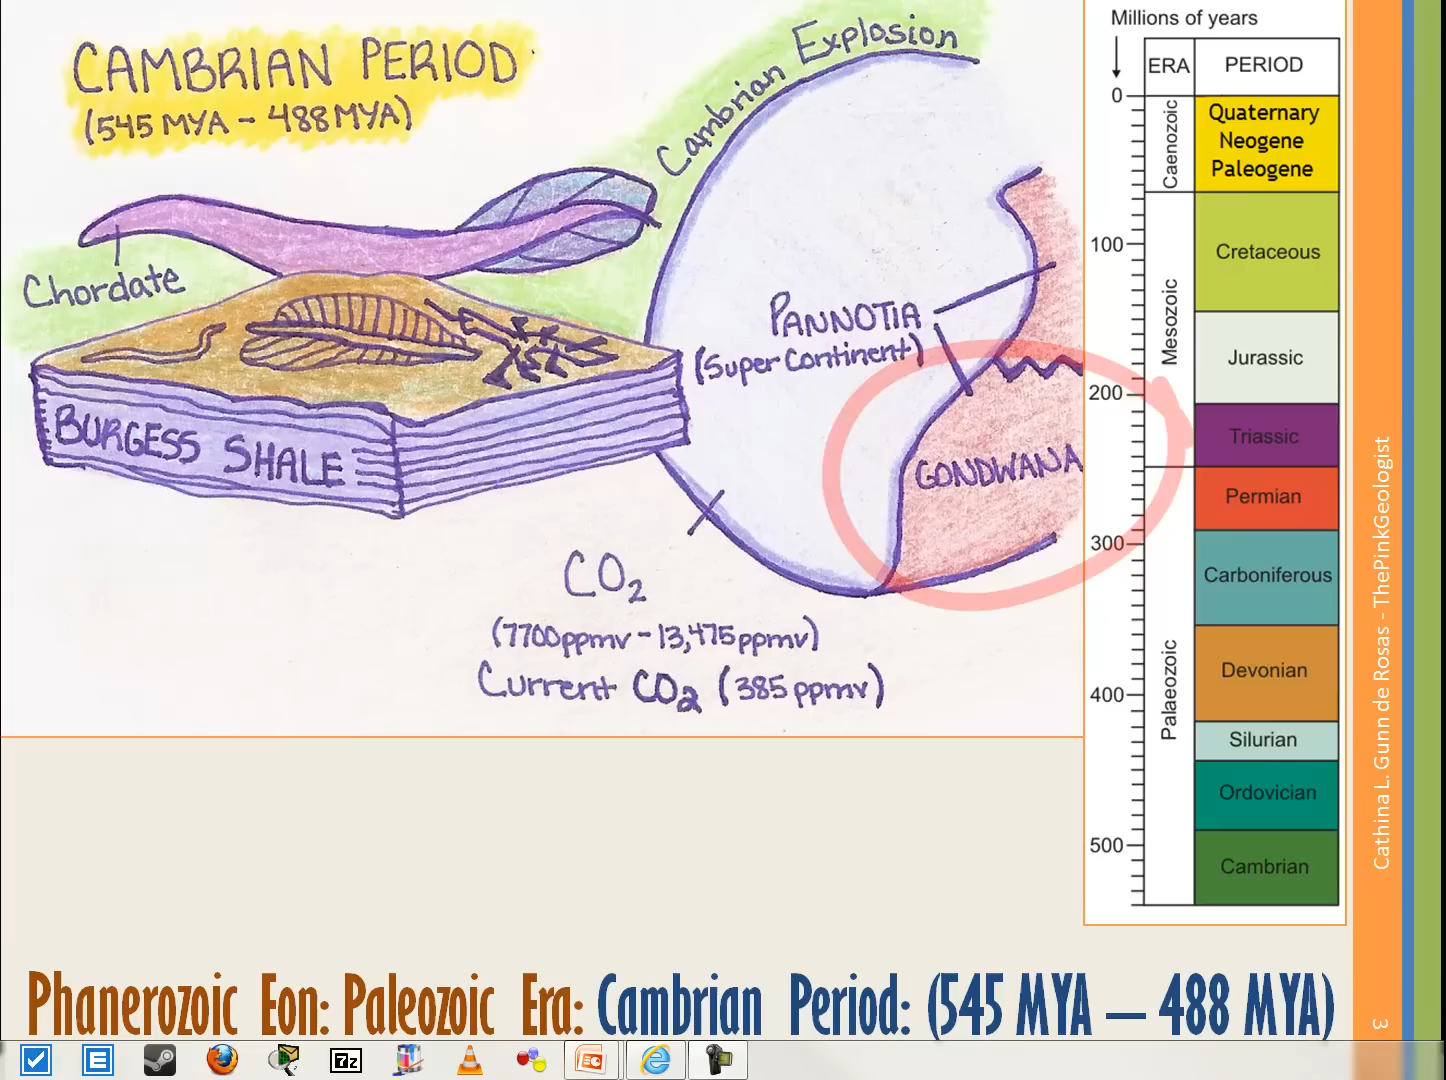 CAMBRIAN PERIOD
(545 MYA - 488 MYA)
Cambrian Explosion
Chordate
PANNOTIA
(Super Continent)
GONDWANA
BURGESS SHALE
CO2
(7700ppmv - 13,475ppmv)
Current CO2 (385 ppmv)
Millions of years
ERA PERIOD
0
Caenozoic
Quaternary
Neogene
Paleogene
100
Mesozoic
Cretaceous
Jurassic
200
Triassic
Permian
300
Carboniferous
Palaeozoic
Devonian
400
Silurian
Ordovician
500
Cambrian
Cathina L. Gunn de Rosas - ThePinkGeologist
3
Phanerozoic Eon: Paleozoic Era: Cambrian Period: (545 MYA — 488 MYA)
E
7z